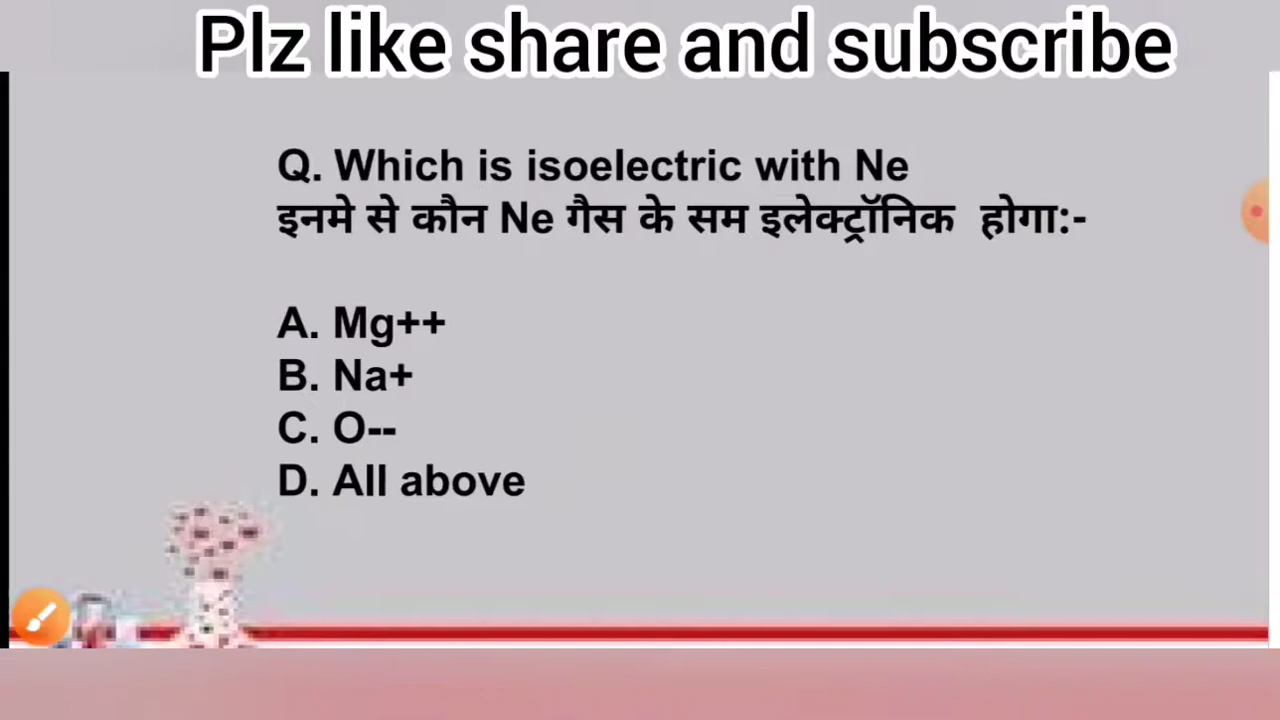 Plz like share and subscribe
Q. Which is isoelectric with Ne
इनमे से कौन Ne गैस के सम इलेक्ट्रॉनिक होगा:-
A. Mg++
B. Na+
C. O--
D. All above